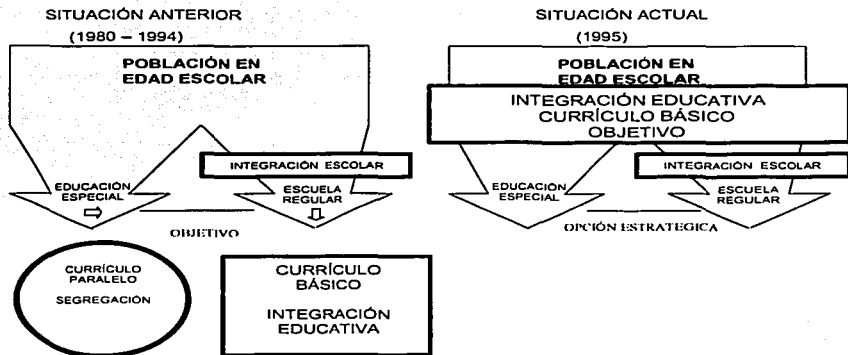 SITUACIÓN ANTERIOR
(1980 – 1994)
POBLACIÓN EN
EDAD ESCOLAR
INTEGRACIÓN ESCOLAR
EDUCACIÓN
ESPECIAL
ESCUELA
REGULAR
OBJETIVO
CURRÍCULO
PARALELO
SEGREGACIÓN
CURRÍCULO
BÁSICO
INTEGRACIÓN
EDUCATIVA
SITUACIÓN ACTUAL
(1995)
POBLACIÓN EN
EDAD ESCOLAR
INTEGRACIÓN EDUCATIVA
CURRÍCULO BÁSICO
OBJETIVO
INTEGRACIÓN ESCOLAR
EDUCACIÓN
ESPECIAL
ESCUELA
REGULAR
OPCIÓN ESTRATEGICA